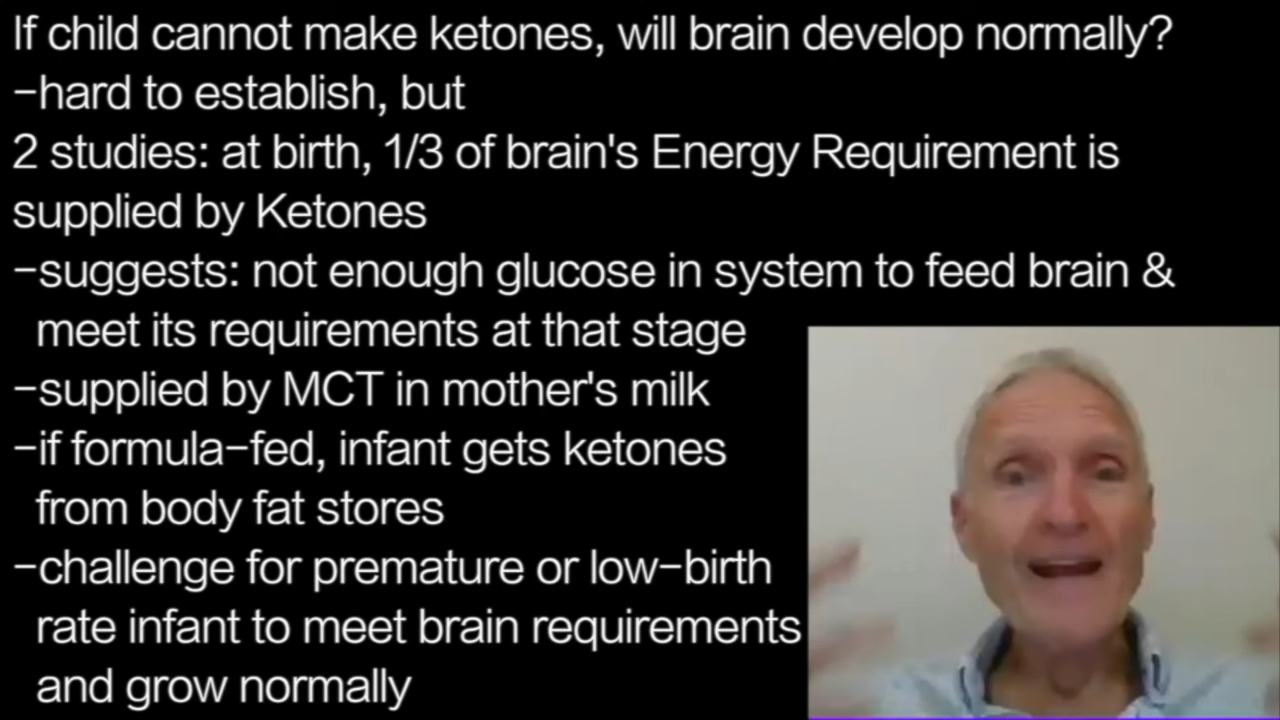 If child cannot make ketones, will brain develop normally?
-hard to establish, but
2 studies: at birth, 1/3 of brain's Energy Requirement is
supplied by Ketones
-suggests: not enough glucose in system to feed brain &
meet its requirements at that stage
-supplied by MCT in mother's milk
-if formula-fed, infant gets ketones
from body fat stores
-challenge for premature or low-birth
rate infant to meet brain requirements
and grow normally